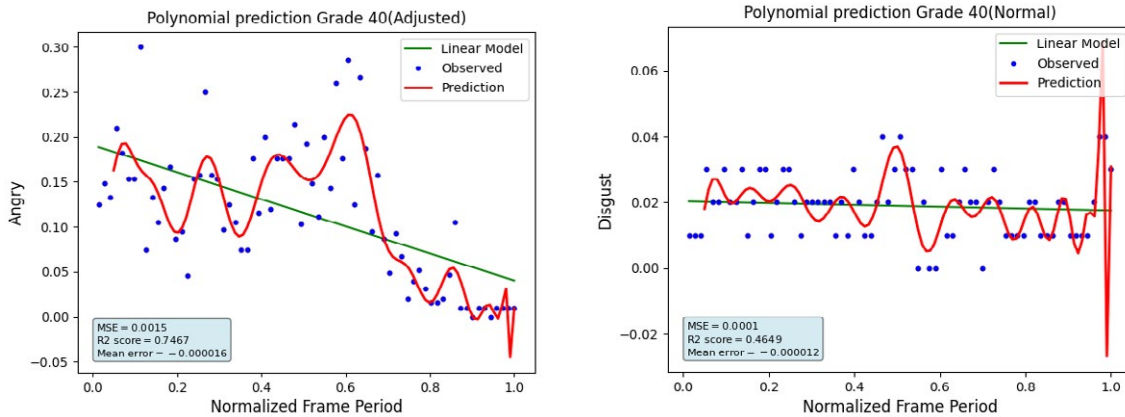 Polynomial prediction Grade 40(Adjusted)
Angry
0.30
0.25
0.20
0.15
0.10
0.05
0.00
−0.05
Linear Model
Observed
Prediction
MSE = 0.0015
R2 score = 0.7467
Mean error − −0.000016
0.0 0.2 0.4 0.6 0.8 1.0
Normalized Frame Period
Polynomial prediction Grade 40(Normal)
Disgust
0.06
0.04
0.02
0.00
−0.02
Linear Model
Observed
Prediction
MSE = 0.0001
R2 score = 0.4649
Mean error − −0.000012
0.0 0.2 0.4 0.6 0.8 1.0
Normalized Frame Period